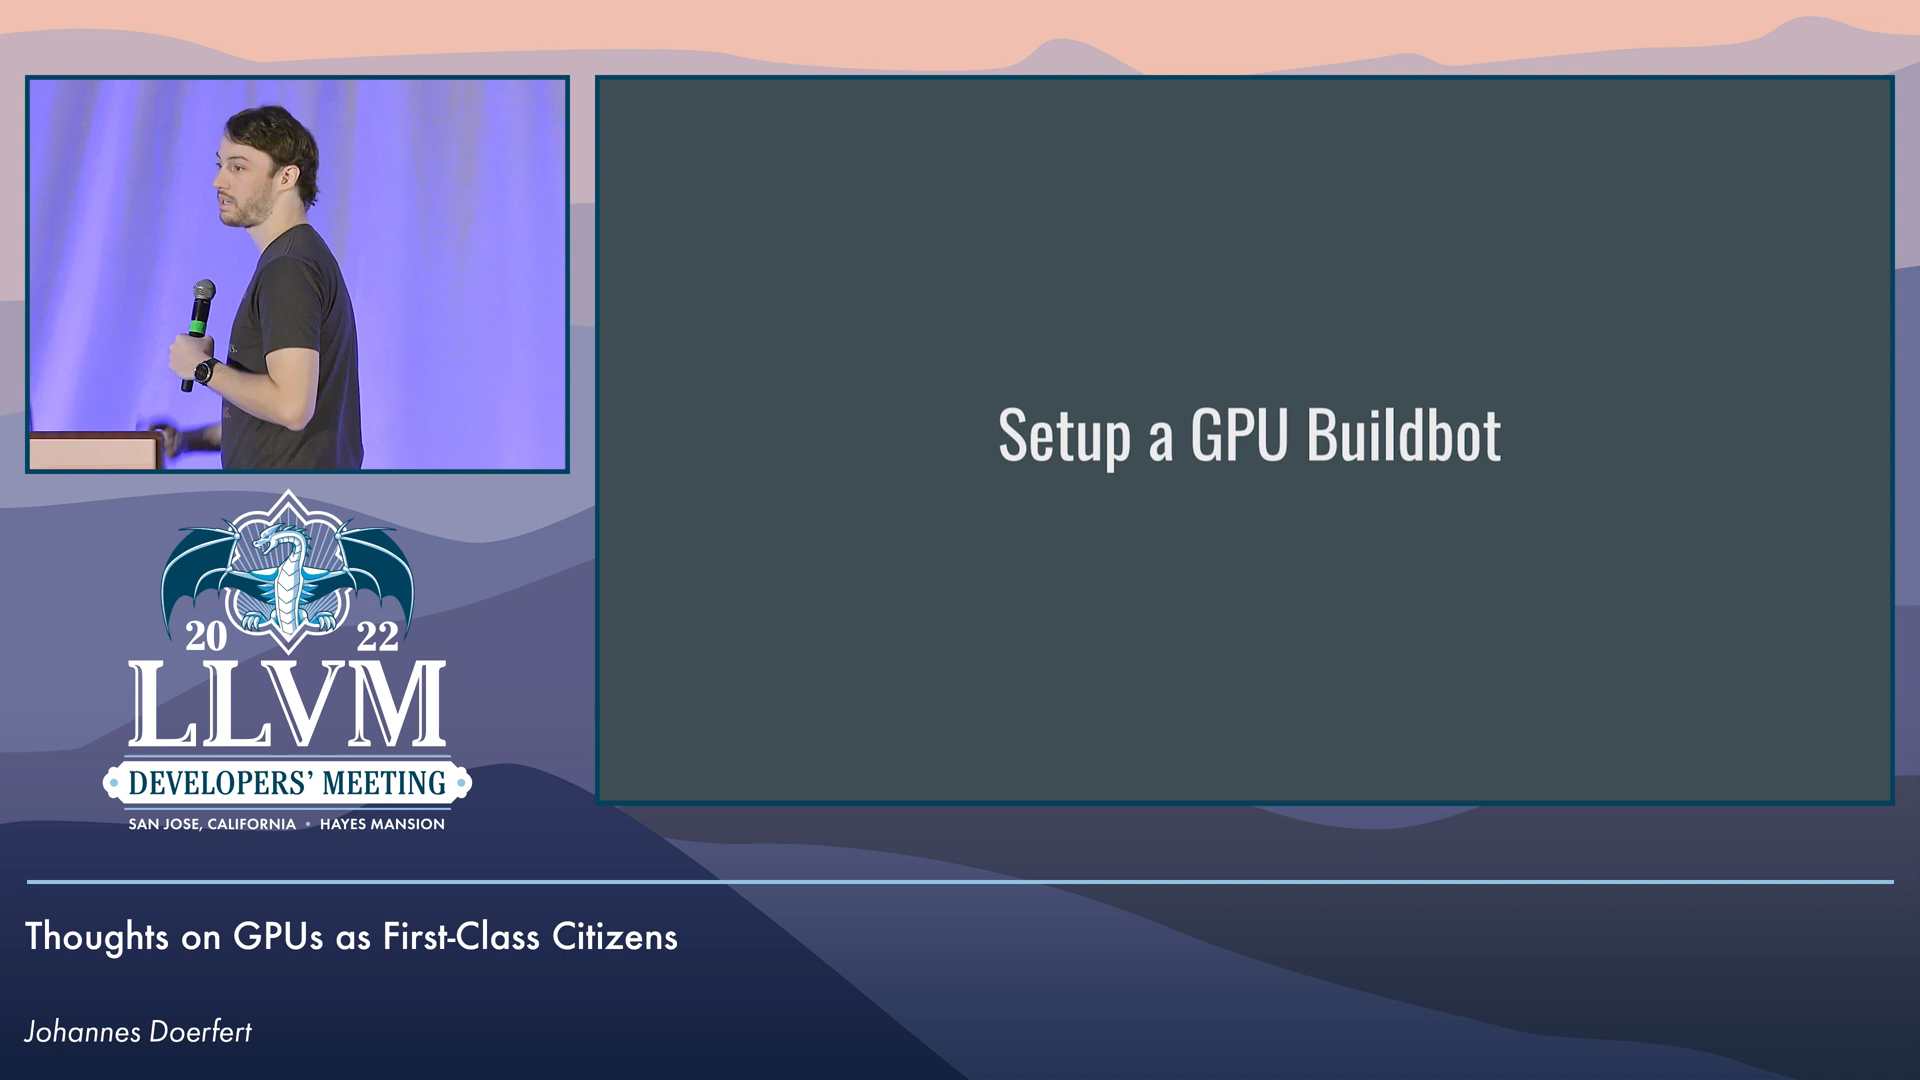 Setup a GPU Buildbot
20 22
LLVM
DEVELOPERS’ MEETING
SAN JOSE, CALIFORNIA • HAYES MANSION
Thoughts on GPUs as First-Class Citizens
Johannes Doerfert